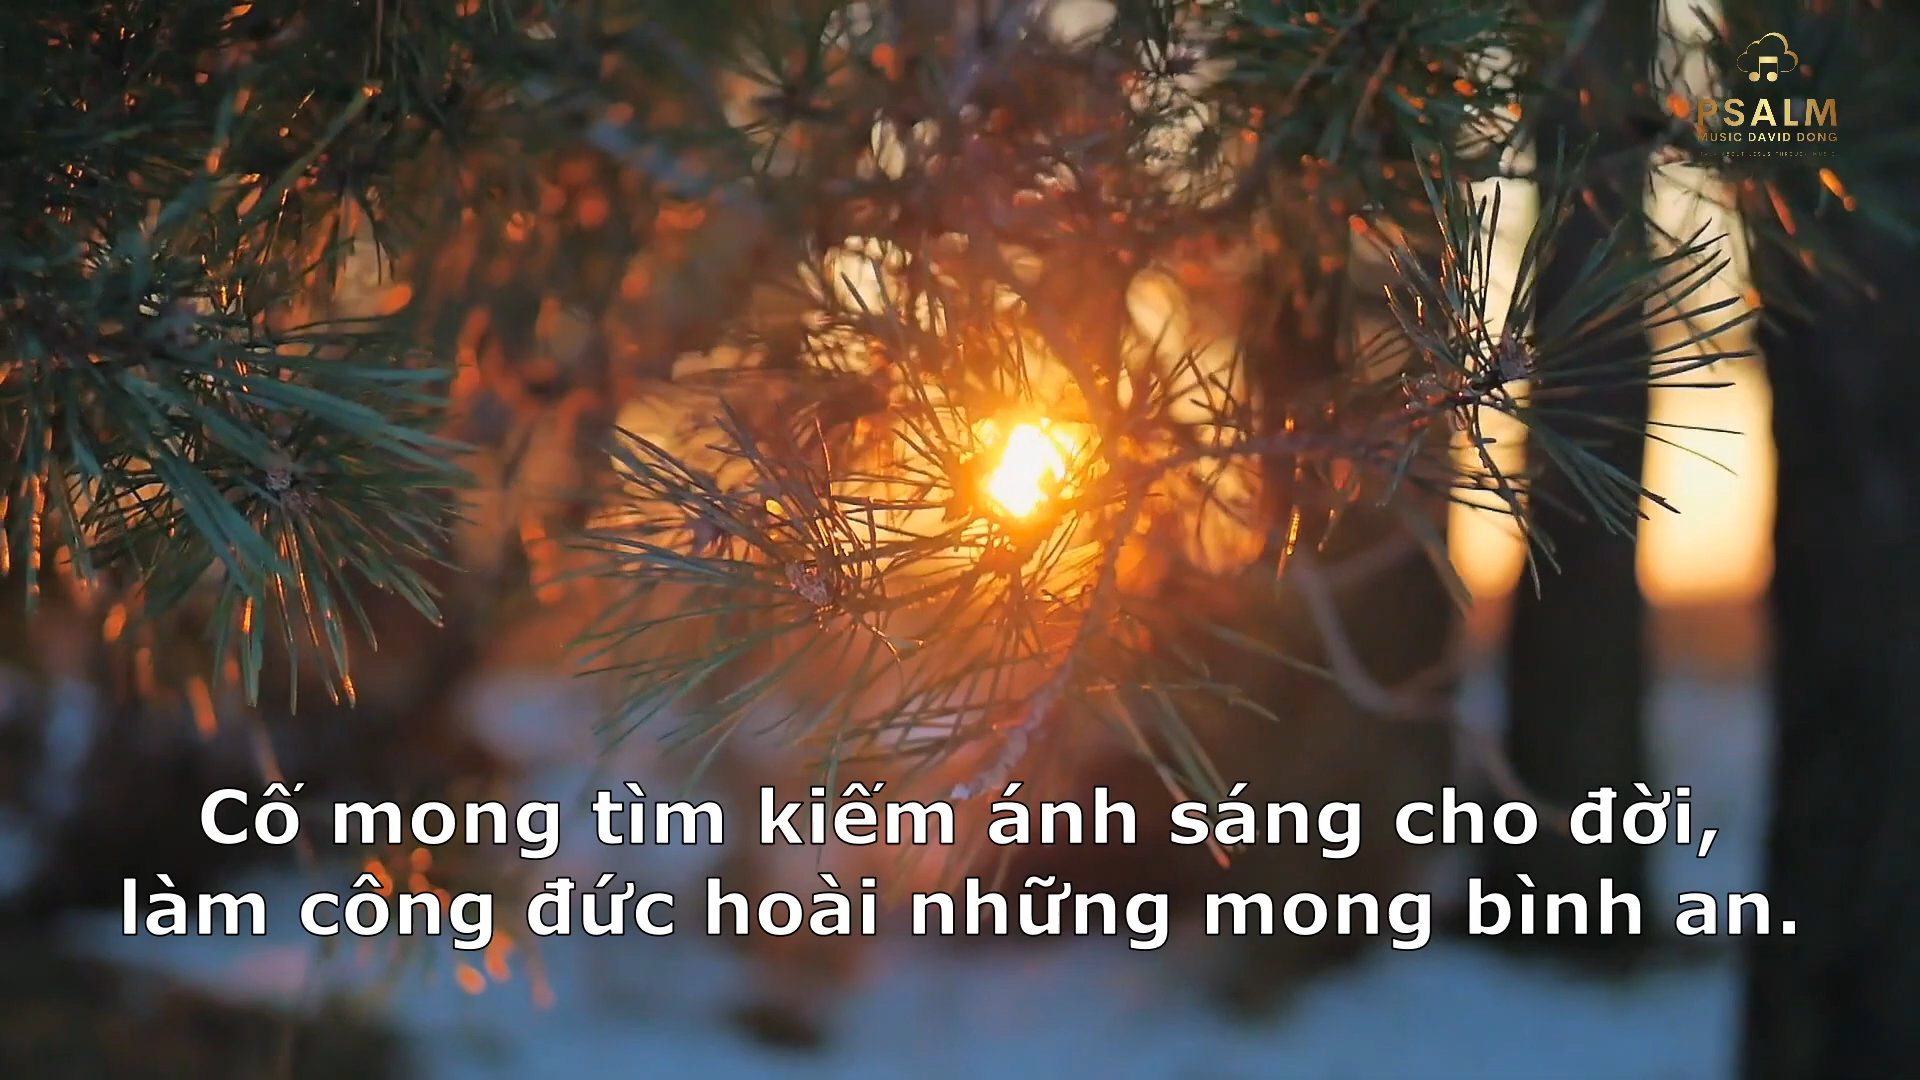 PSALM
MUSIC DAVID DONG
Cố mong tìm kiếm ánh sáng cho đời,
làm công đức hoài những mong bình an.